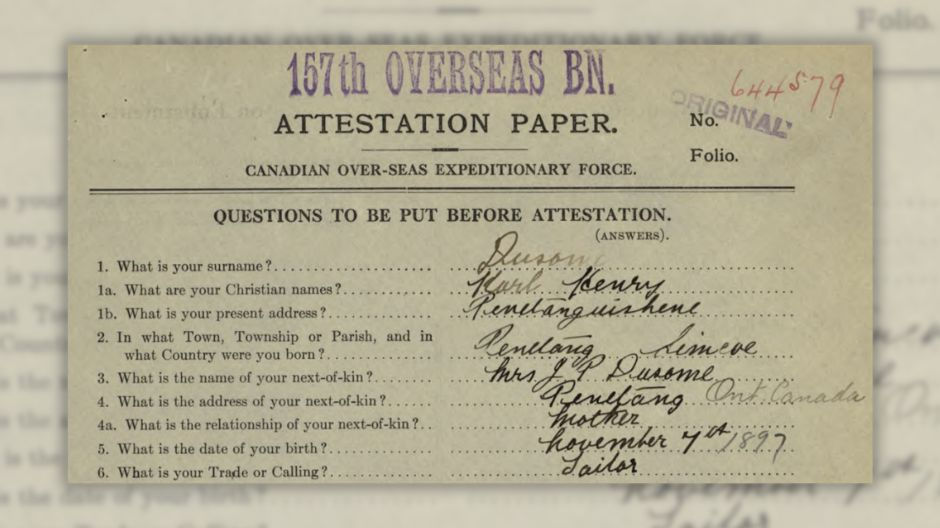 157th OVERSEAS BN.
644579
ORIGINAL
ATTESTATION PAPER.
No.
Folio.
CANADIAN OVER-SEAS EXPEDITIONARY FORCE.
QUESTIONS TO BE PUT BEFORE ATTESTATION.
(ANSWERS).
1. What is your surname?.......... Dusome
1a. What are your Christian names?.......... Karl Henry
1b. What is your present address?.......... Penetanguishene
2. In what Town, Township or Parish, and in
what Country were you born?.......... Penetang Simcoe
3. What is the name of your next-of-kin?.......... Mrs J P Dusome
4. What is the address of your next-of-kin?.......... Penetang Ont. Canada
4a. What is the relationship of your next-of-kin?.. Mother
5. What is the date of your birth?.......... November 1897
6. What is your Trade or Calling?.......... Tailor